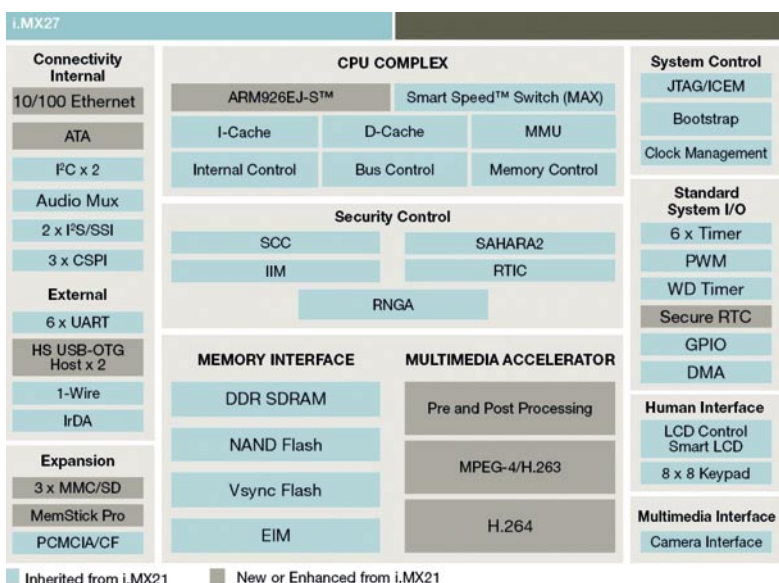 i.MX27
Connectivity
Internal
10/100 Ethernet
ATA
I²C x 2
Audio Mux
2 x I²S/SSI
3 x CSPI
External
6 x UART
HS USB-OTG
Host x 2
1-Wire
IrDA
Expansion
3 x MMC/SD
MemStick Pro
PCMCIA/CF
CPU COMPLEX
ARM926EJ-S™
Smart Speed™ Switch (MAX)
I-Cache
D-Cache
MMU
Internal Control
Bus Control
Memory Control
Security Control
SCC
SAHARA2
IIM
RTIC
RNGA
MEMORY INTERFACE
DDR SDRAM
NAND Flash
Vsync Flash
EIM
MULTIMEDIA ACCELERATOR
Pre and Post Processing
MPEG-4/H.263
H.264
System Control
JTAG/ICEM
Bootstrap
Clock Management
Standard
System I/O
6 x Timer
PWM
WD Timer
Secure RTC
GPIO
DMA
Human Interface
LCD Control
Smart LCD
8 x 8 Keypad
Multimedia Interface
Camera Interface
Inherited from i.MX21
New or Enhanced from i.MX21